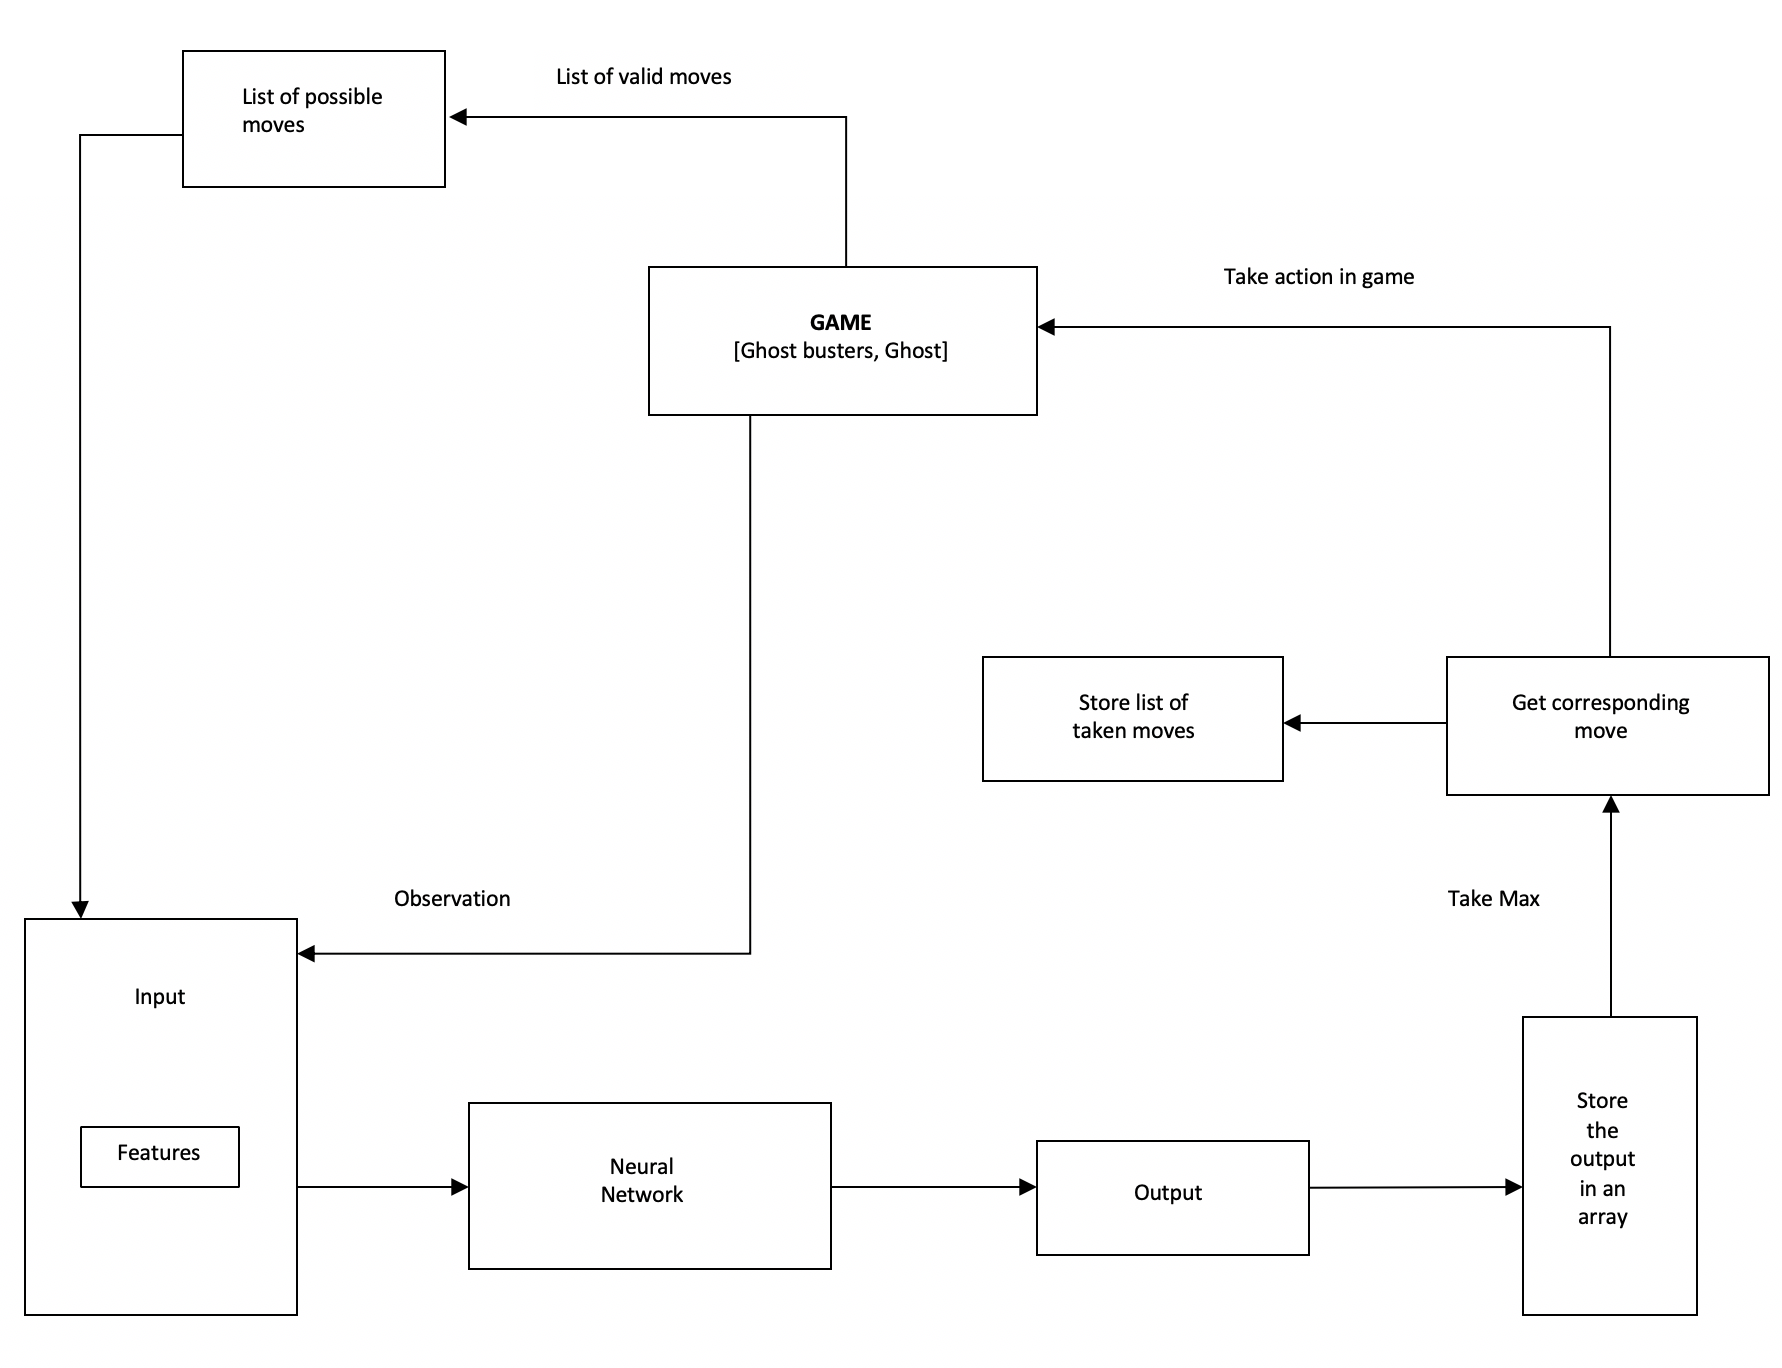 List of possible
moves
List of valid moves
Take action in game
GAME
[Ghost busters, Ghost]
Store list of
taken moves
Get corresponding
move
Observation
Take Max
Input
Features
Neural
Network
Output
Store
the
output
in an
array